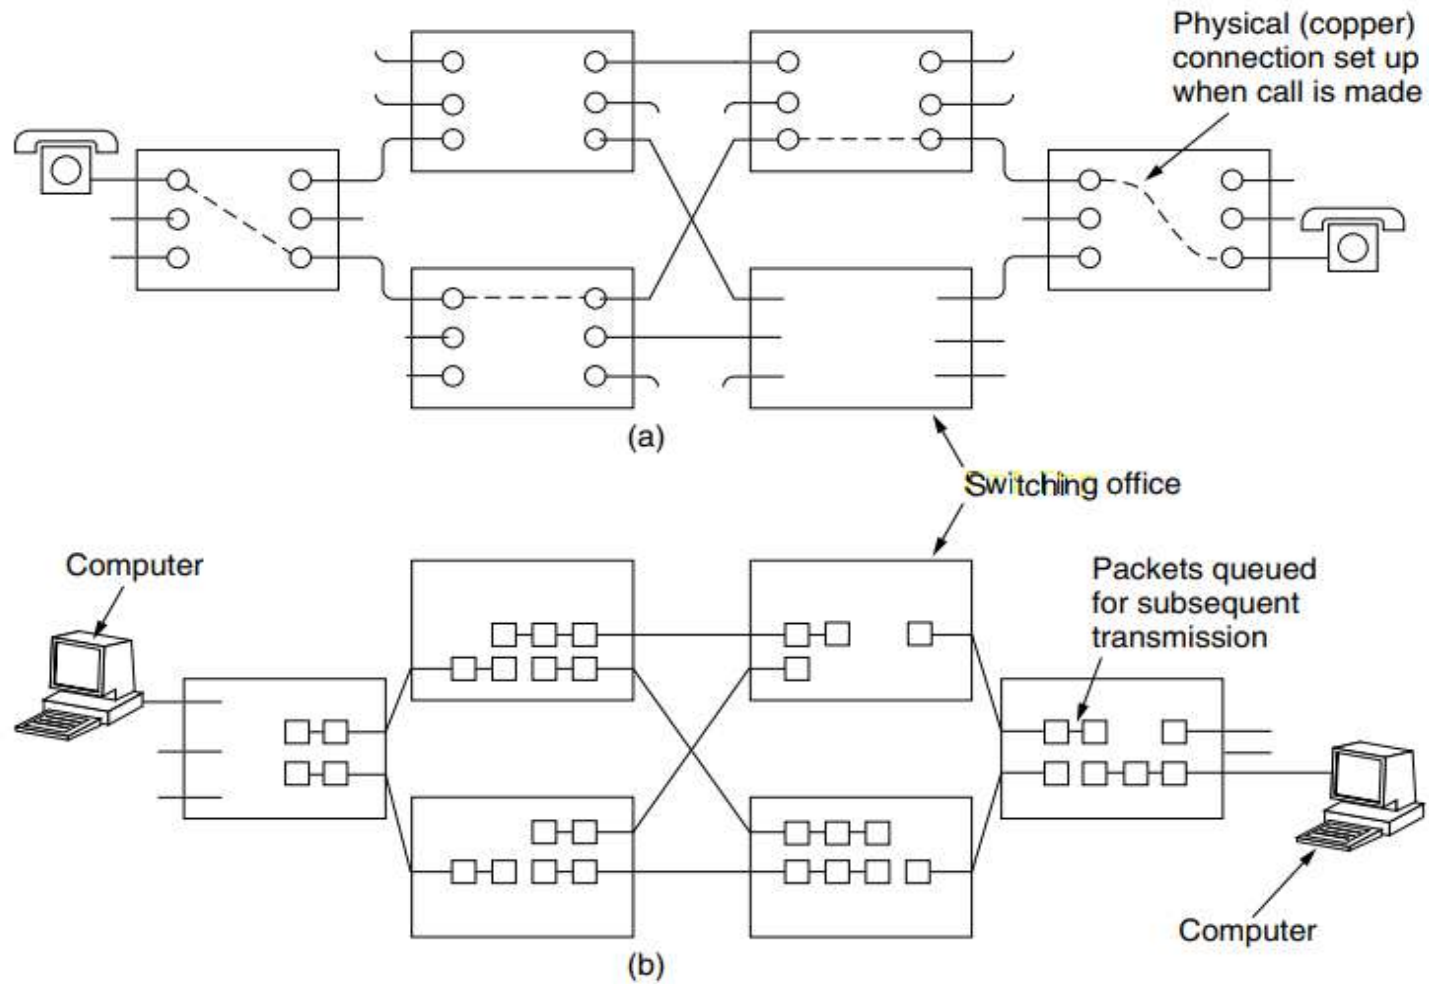 Physical (copper)
connection set up
when call is made
(a)
Switching office
Computer
Packets queued
for subsequent
transmission
Computer
(b)